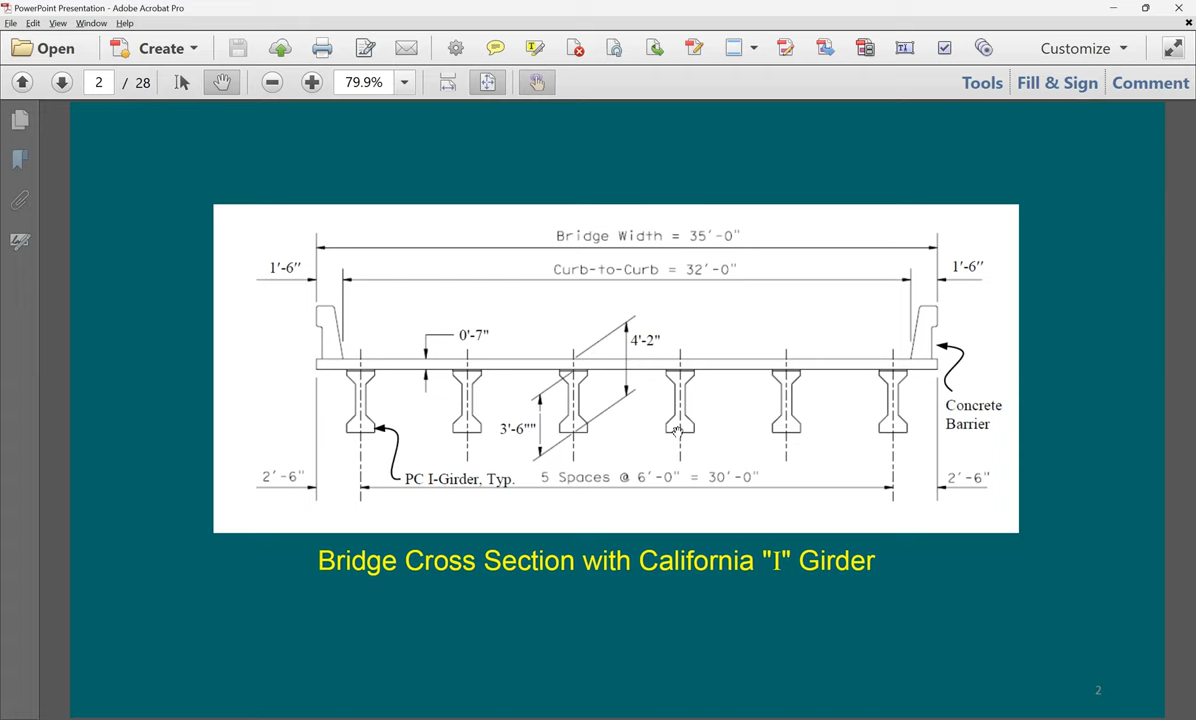 PowerPoint Presentation - Adobe Acrobat Pro
File Edit View Window Help
Open Create Customize
2 / 28 79.9% Tools Fill & Sign Comment
Bridge Width = 35'-0"
1'-6" Curb-to-Curb = 32'-0" 1'-6"
0'-7" 4'-2"
3'-6""
Concrete
Barrier
2'-6" PC I-Girder, Typ. 5 Spaces @ 6'-0" = 30'-0" 2'-6"
Bridge Cross Section with California "I" Girder
2